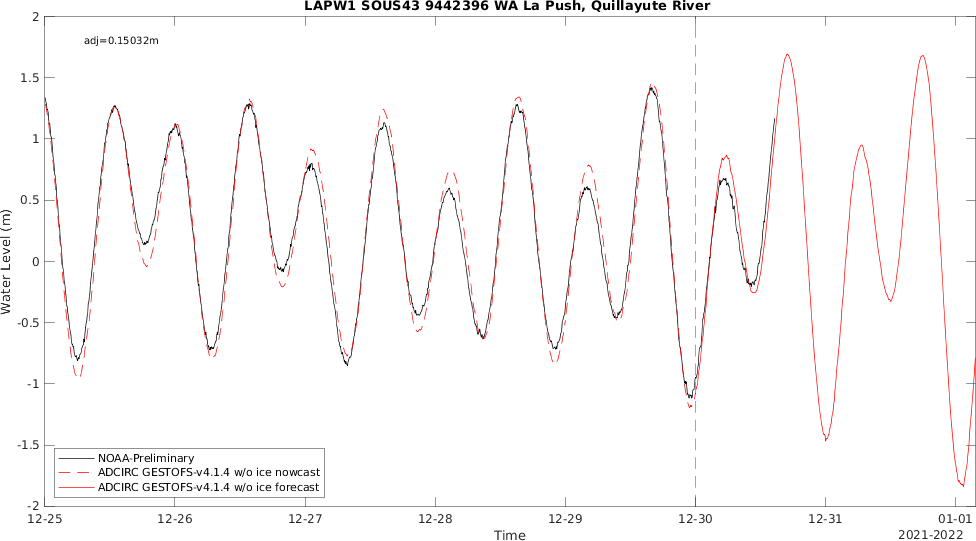 LAPW1 SOUS43 9442396 WA La Push, Quillayute River
adj=0.15032m
2
1.5
1
0.5
0
-0.5
-1
-1.5
-2
Water Level (m)
NOAA-Preliminary
ADCIRC GESTOFS-v4.1.4 w/o ice nowcast
ADCIRC GESTOFS-v4.1.4 w/o ice forecast
12-25 12-26 12-27 12-28 12-29 12-30 12-31 01-01
Time
2021-2022